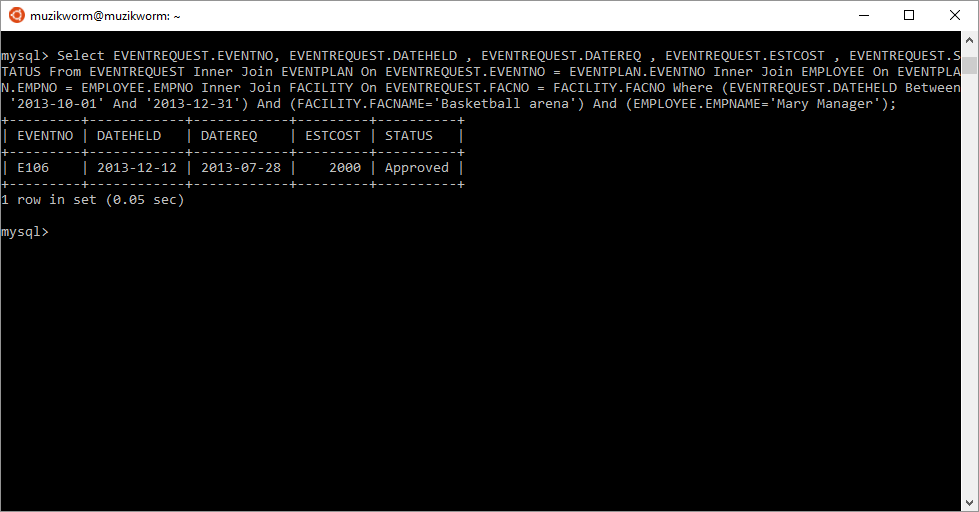 muzikworm@muzikworm: ~
mysql> Select EVENTREQUEST.EVENTNO, EVENTREQUEST.DATEHELD , EVENTREQUEST.DATEREQ , EVENTREQUEST.ESTCOST , EVENTREQUEST.S
TATUS From EVENTREQUEST Inner Join EVENTPLAN On EVENTREQUEST.EVENTNO = EVENTPLAN.EVENTNO Inner Join EMPLOYEE On EVENTPLA
N.EMPNO = EMPLOYEE.EMPNO Inner Join FACILITY On EVENTREQUEST.FACNO = FACILITY.FACNO Where (EVENTREQUEST.DATEHELD Between
 '2013-10-01' And '2013-12-31') And (FACILITY.FACNAME='Basketball arena') And (EMPLOYEE.EMPNAME='Mary Manager');
+---------+------------+------------+---------+----------+
| EVENTNO | DATEHELD   | DATEREQ    | ESTCOST | STATUS   |
+---------+------------+------------+---------+----------+
| E106    | 2013-12-12 | 2013-07-28 |    2000 | Approved |
+---------+------------+------------+---------+----------+
1 row in set (0.05 sec)
mysql>